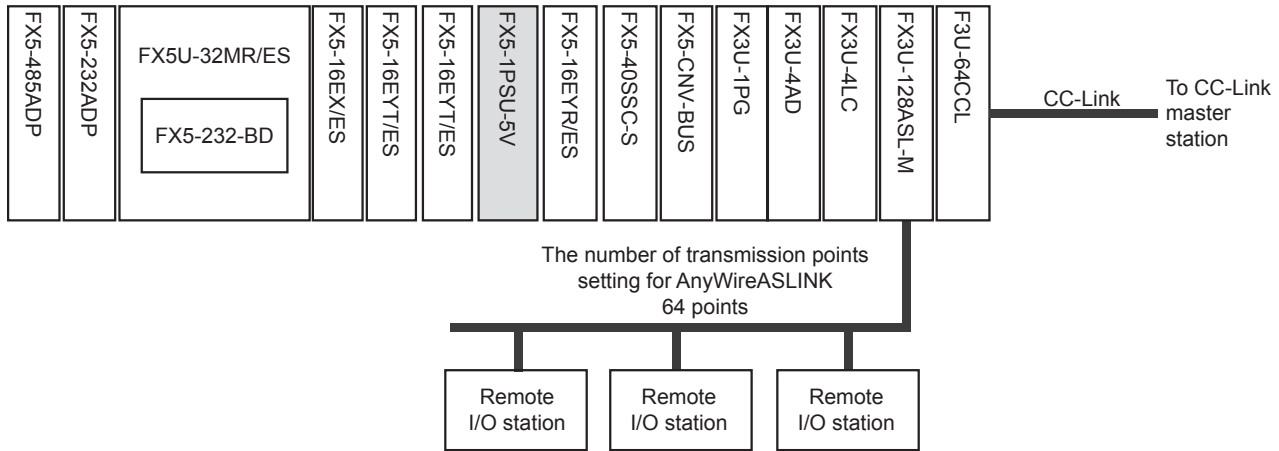 FX5-485ADP
FX5-232ADP
FX5U-32MR/ES
FX5-232-BD
FX5-16EX/ES
FX5-16EYT/ES
FX5-16EYT/ES
FX5-1PSU-5V
FX5-16EYR/ES
FX5-40SSC-S
FX5-CNV-BUS
FX3U-1PG
FX3U-4AD
FX3U-4LC
FX3U-128ASL-M
F3U-64CCL
CC-Link
To CC-Link
master
station
The number of transmission points
setting for AnyWireASLINK
64 points
Remote
I/O station
Remote
I/O station
Remote
I/O station